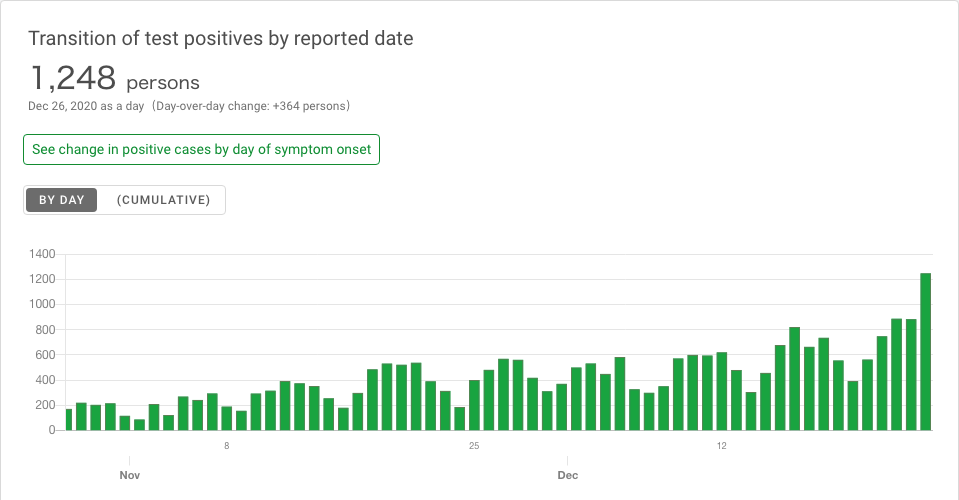 Transition of test positives by reported date
1,248 persons
Dec 26, 2020 as a day (Day-over-day change: +364 persons)
See change in positive cases by day of symptom onset
BY DAY (CUMULATIVE)
1400
1200
1000
800
600
400
200
0
8 25 12
Nov Dec